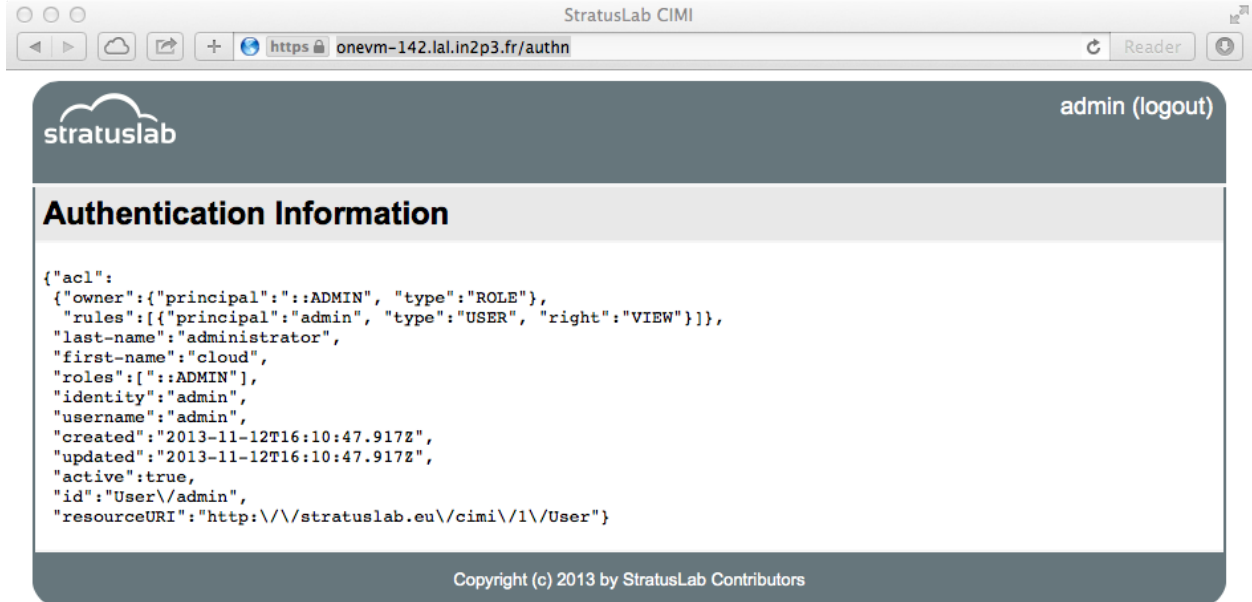 StratusLab CIMI
https onevm-142.lal.in2p3.fr/authn
Reader
stratuslab
admin (logout)
Authentication Information
{"acl":
 {"owner":{"principal":"::ADMIN", "type":"ROLE"},
  "rules":[{"principal":"admin", "type":"USER", "right":"VIEW"}]},
 "last-name":"administrator",
 "first-name":"cloud",
 "roles":["::ADMIN"],
 "identity":"admin",
 "username":"admin",
 "created":"2013-11-12T16:10:47.917Z",
 "updated":"2013-11-12T16:10:47.917Z",
 "active":true,
 "id":"User\/admin",
 "resourceURI":"http:\/\/stratuslab.eu\/cimi\/1\/User"}
Copyright (c) 2013 by StratusLab Contributors